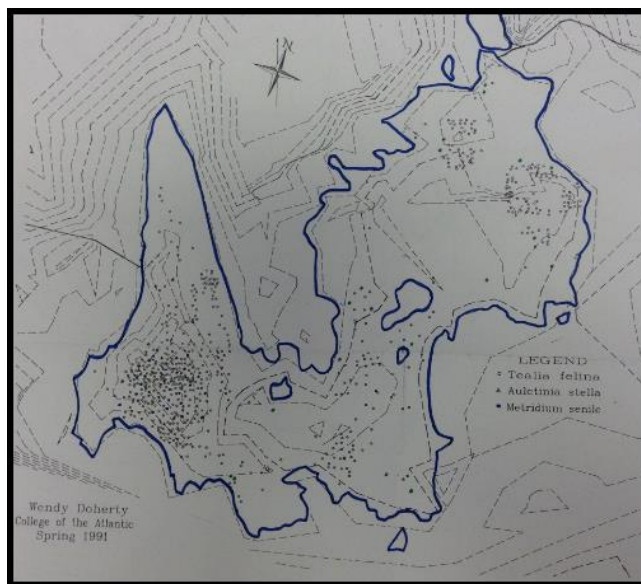 N
LEGEND
Tealia felina
Aulctinia stella
Metridium senile
Wendy Doherty
College of the Atlantic
Spring 1991